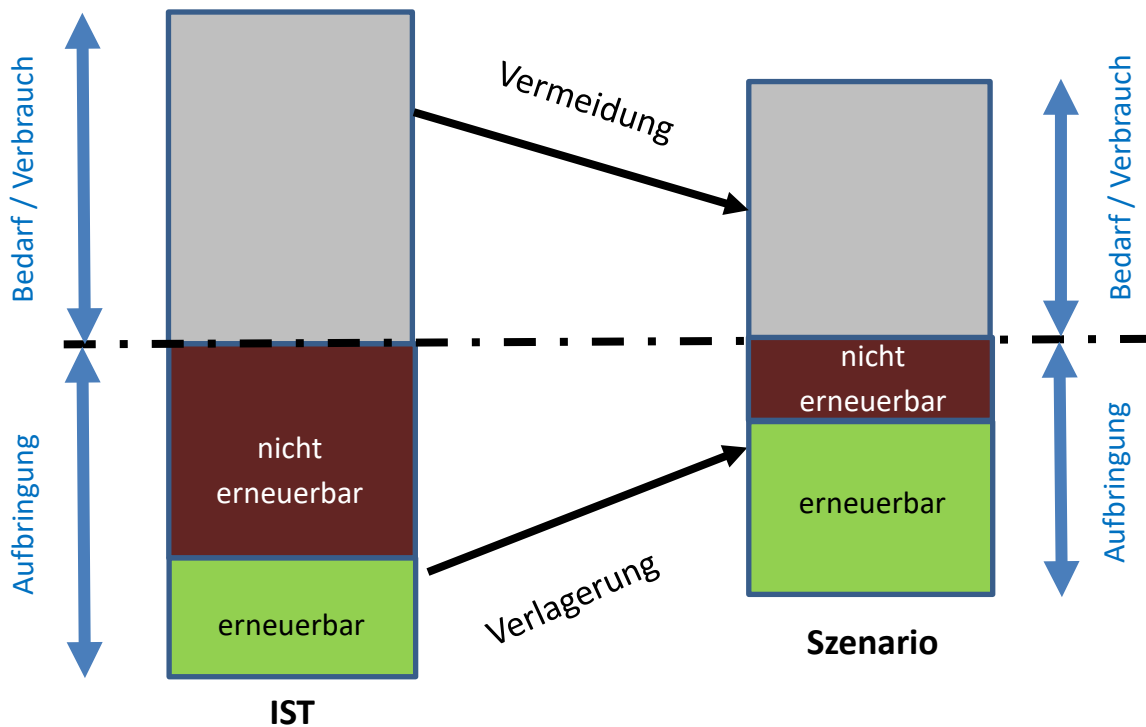 Bedarf / Verbrauch
Vermeidung
Bedarf / Verbrauch
nicht
erneuerbar
nicht
erneuerbar
Aufbringung
erneuerbar
Aufbringung
erneuerbar
Verlagerung
Szenario
IST